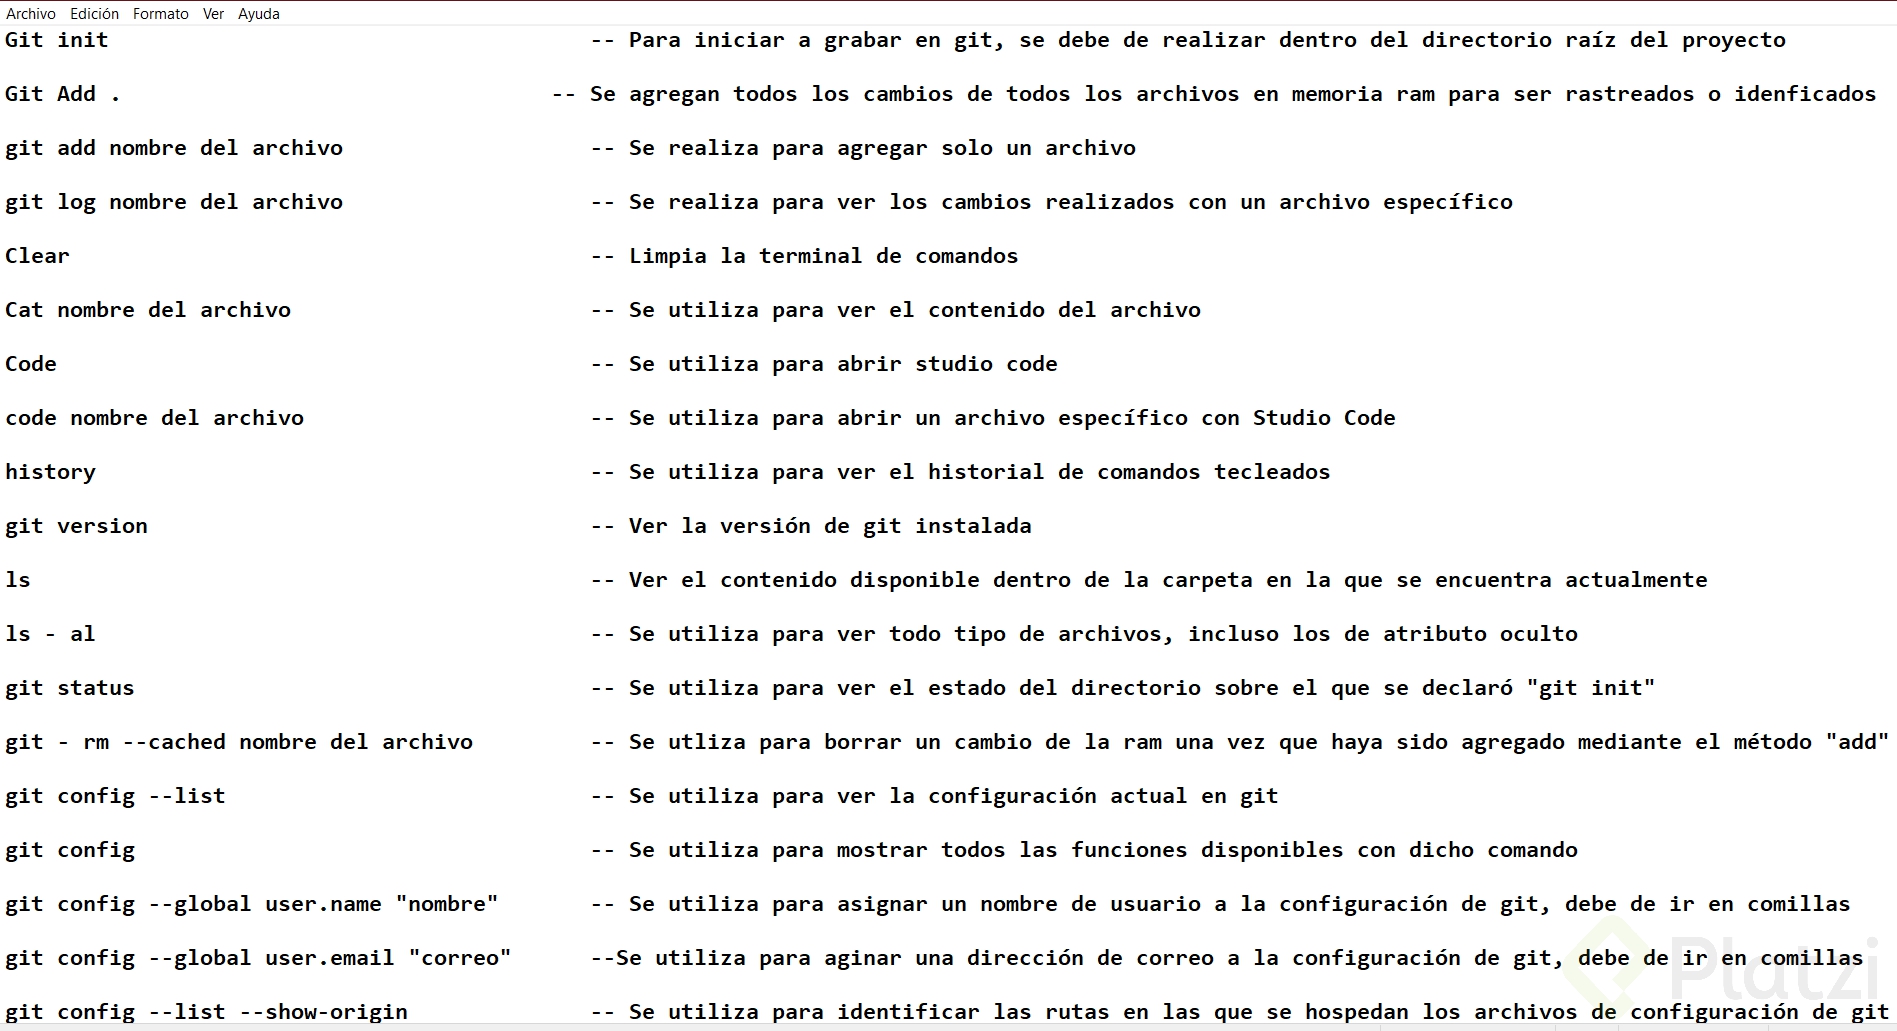 Archivo Edición Formato Ver Ayuda
Git init -- Para iniciar a grabar en git, se debe de realizar dentro del directorio raíz del proyecto
Git Add . -- Se agregan todos los cambios de todos los archivos en memoria ram para ser rastreados o idenficados
git add nombre del archivo -- Se realiza para agregar solo un archivo
git log nombre del archivo -- Se realiza para ver los cambios realizados con un archivo específico
Clear -- Limpia la terminal de comandos
Cat nombre del archivo -- Se utiliza para ver el contenido del archivo
Code -- Se utiliza para abrir studio code
code nombre del archivo -- Se utiliza para abrir un archivo específico con Studio Code
history -- Se utiliza para ver el historial de comandos tecleados
git version -- Ver la versión de git instalada
ls -- Ver el contenido disponible dentro de la carpeta en la que se encuentra actualmente
ls - al -- Se utiliza para ver todo tipo de archivos, incluso los de atributo oculto
git status -- Se utiliza para ver el estado del directorio sobre el que se declaró "git init"
git - rm --cached nombre del archivo -- Se utliza para borrar un cambio de la ram una vez que haya sido agregado mediante el método "add"
git config --list -- Se utiliza para ver la configuración actual en git
git config -- Se utiliza para mostrar todos las funciones disponibles con dicho comando
git config --global user.name "nombre" -- Se utiliza para asignar un nombre de usuario a la configuración de git, debe de ir en comillas
git config --global user.email "correo" --Se utiliza para aginar una dirección de correo a la configuración de git, debe de ir en comillas
git config --list --show-origin -- Se utiliza para identificar las rutas en las que se hospedan los archivos de configuración de git
Platzi